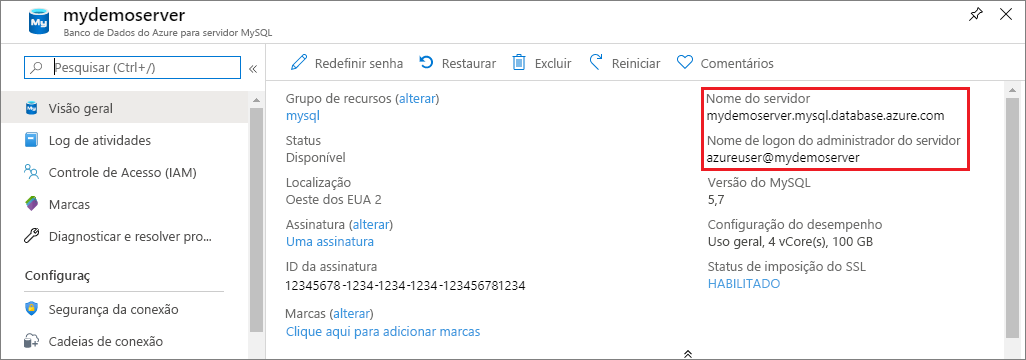 mydemoserver
Banco de Dados do Azure para servidor MySQL
Pesquisar (Ctrl+/)
Visão geral
Log de atividades
Controle de Acesso (IAM)
Marcas
Diagnosticar e resolver pro...
Configuraç
Segurança da conexão
Cadeias de conexão
Redefinir senha
Restaurar
Excluir
Reiniciar
Comentários
Grupo de recursos (alterar)
mysql
Status
Disponível
Localização
Oeste dos EUA 2
Assinatura (alterar)
Uma assinatura
ID da assinatura
12345678-1234-1234-1234-123456781234
Marcas (alterar)
Clique aqui para adicionar marcas
Nome do servidor
mydemoserver.mysql.database.azure.com
Nome de logon do administrador do servidor
azureuser@mydemoserver
Versão do MySQL
5,7
Configuração do desempenho
Uso geral, 4 vCore(s), 100 GB
Status de imposição do SSL
HABILITADO